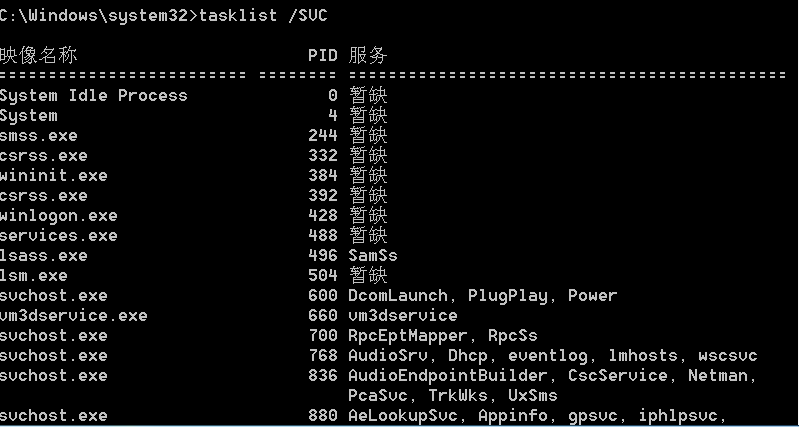 C:\Windows\system32>tasklist /SVC
映像名称                       PID 服务
========================= ======== ============================================
System Idle Process              0 暂缺
System                           4 暂缺
smss.exe                       244 暂缺
csrss.exe                      332 暂缺
wininit.exe                    384 暂缺
csrss.exe                      392 暂缺
winlogon.exe                   428 暂缺
services.exe                   488 暂缺
lsass.exe                      496 SamSs
lsm.exe                        504 暂缺
svchost.exe                    600 DcomLaunch, PlugPlay, Power
vm3dservice.exe                660 vm3dservice
svchost.exe                    700 RpcEptMapper, RpcSs
svchost.exe                    768 AudioSrv, Dhcp, eventlog, lmhosts, wscsvc
svchost.exe                    836 AudioEndpointBuilder, CscService, Netman,
                                   PcaSvc, TrkWks, UxSms
svchost.exe                    880 AeLookupSvc, Appinfo, gpsvc, iphlpsvc,